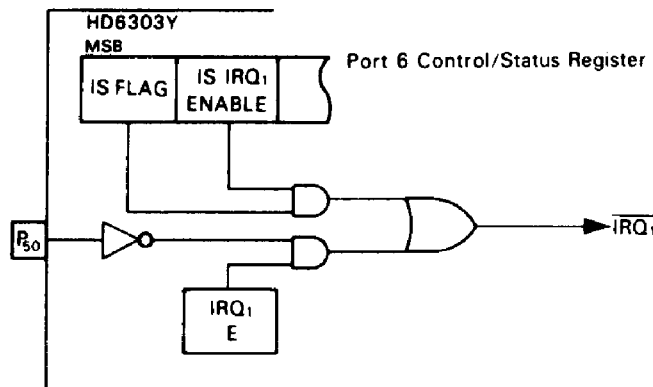 HD6303Y
MSB
Port 6 Control/Status Register
IS FLAG
IS IRQ₁
ENABLE
P₅₀
IRQ₁
IRQ₁
E